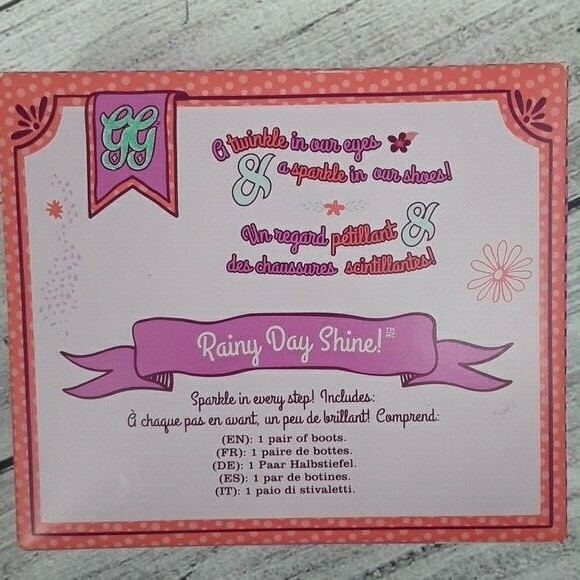 GG
A twinkle in our eyes
& a sparkle in our shoes!
Un regard pétillant &
des chaussures scintillantes!
Rainy Day Shine! TM MC
Sparkle in every step! Includes:
À chaque pas en avant, un peu de brillant! Comprend:
(EN): 1 pair of boots.
(FR): 1 paire de bottes.
(DE): 1 Paar Halbstiefel.
(ES): 1 par de botines.
(IT): 1 paio di stivaletti.